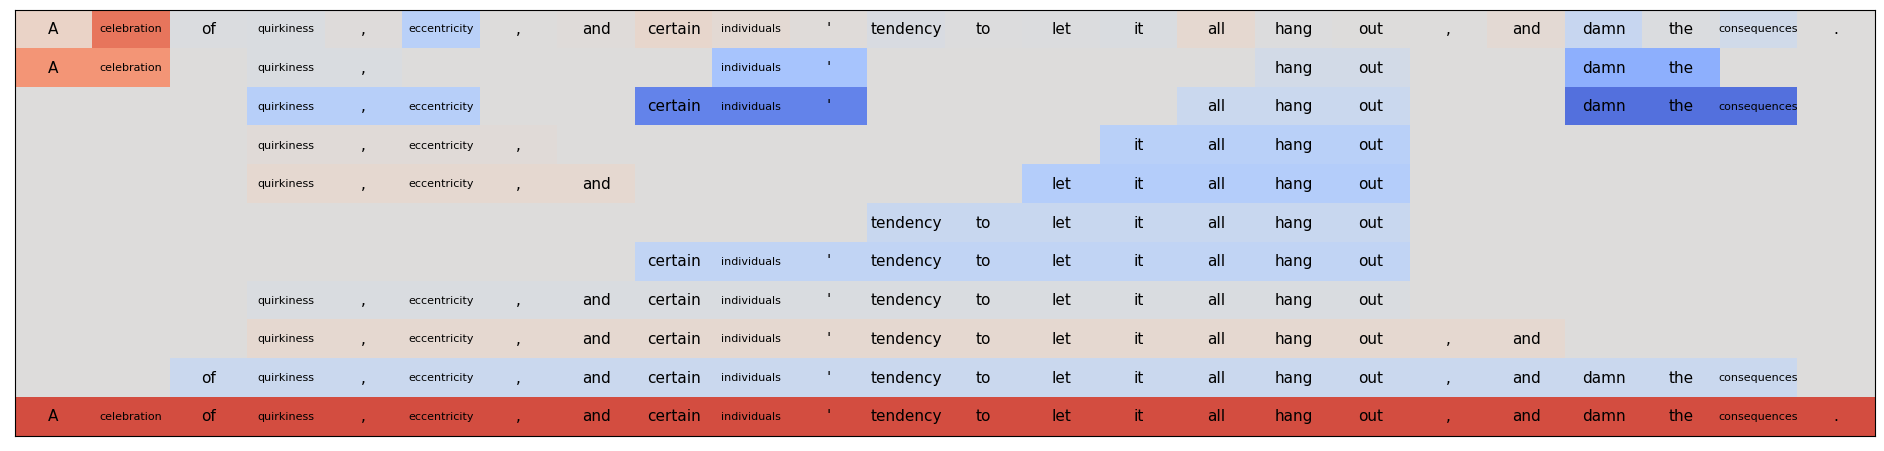 A celebration of quirkiness , eccentricity , and certain individuals ' tendency to let it all hang out , and damn the consequences .
A celebration quirkiness , individuals ' hang out damn the
quirkiness , eccentricity certain individuals ' all hang out damn the consequences
quirkiness , eccentricity , it all hang out
quirkiness , eccentricity , and let it all hang out
tendency to let it all hang out
certain individuals ' tendency to let it all hang out
quirkiness , eccentricity , and certain individuals ' tendency to let it all hang out
quirkiness , eccentricity , and certain individuals ' tendency to let it all hang out , and
of quirkiness , eccentricity , and certain individuals ' tendency to let it all hang out , and damn the consequences
A celebration of quirkiness , eccentricity , and certain individuals ' tendency to let it all hang out , and damn the consequences .